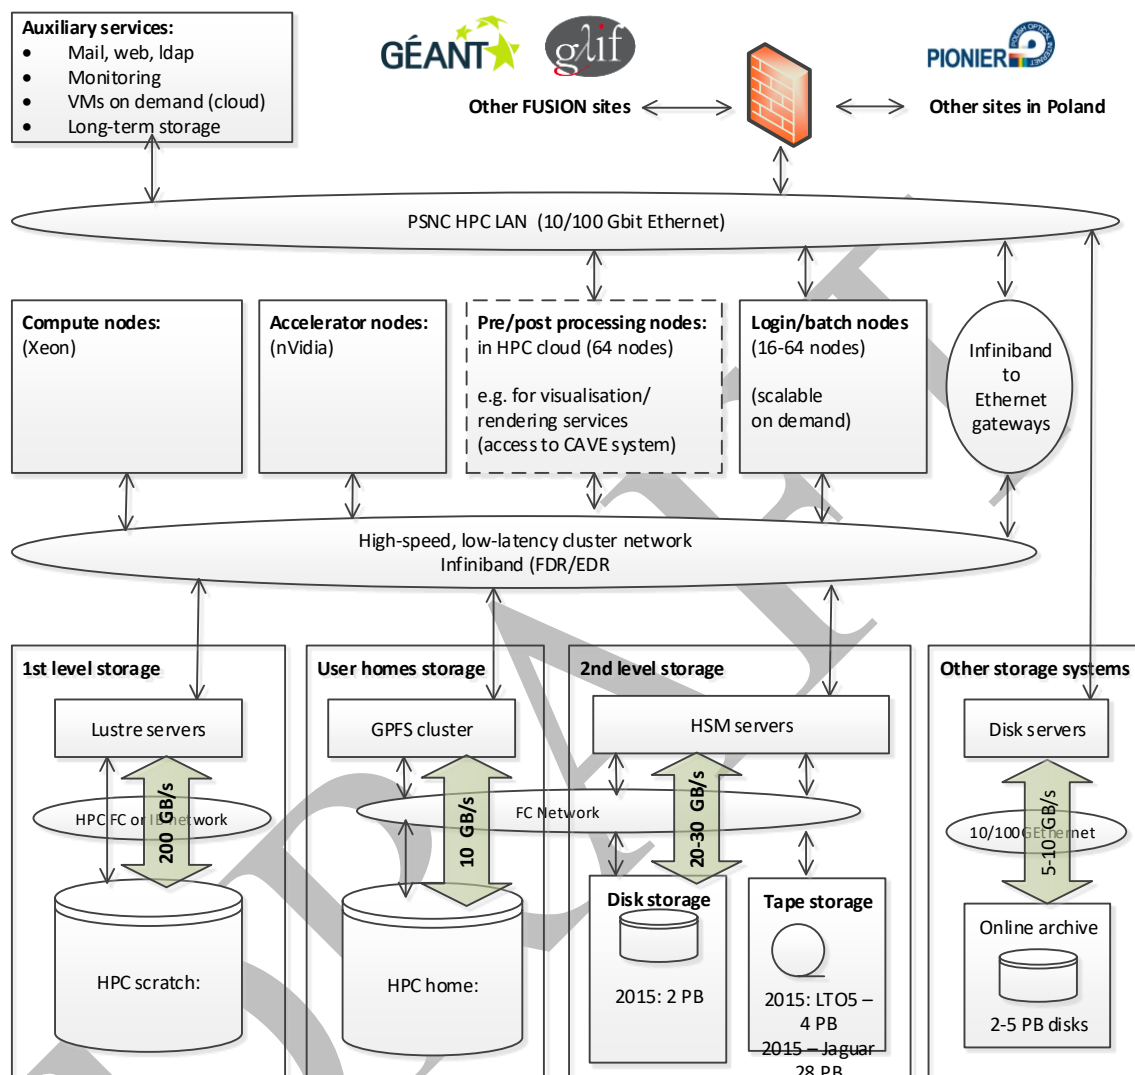 Auxiliary services:
• Mail, web, ldap
• Monitoring
• VMs on demand (cloud)
• Long-term storage
GÉANT
glif
PIONIER
POLISH OPTICAL INTERNET
Other FUSION sites
Other sites in Poland
PSNC HPC LAN (10/100 Gbit Ethernet)
Compute nodes:
(Xeon)
Accelerator nodes:
(nVidia)
Pre/post processing nodes:
in HPC cloud (64 nodes)
e.g. for visualisation/
rendering services
(access to CAVE system)
Login/batch nodes
(16-64 nodes)
(scalable
on demand)
Infiniband
to
Ethernet
gateways
High-speed, low-latency cluster network
Infiniband (FDR/EDR
1st level storage
Lustre servers
HPC FC or IB network
200 GB/s
HPC scratch:
User homes storage
GPFS cluster
10 GB/s
HPC home:
2nd level storage
HSM servers
FC Network
20-30 GB/s
Disk storage
2015: 2 PB
Tape storage
2015: LTO5 –
4 PB
2015 – Jaguar
28 PB
Other storage systems
Disk servers
10/100GEthernet
5-10 GB/s
Online archive
2-5 PB disks
DRAFT